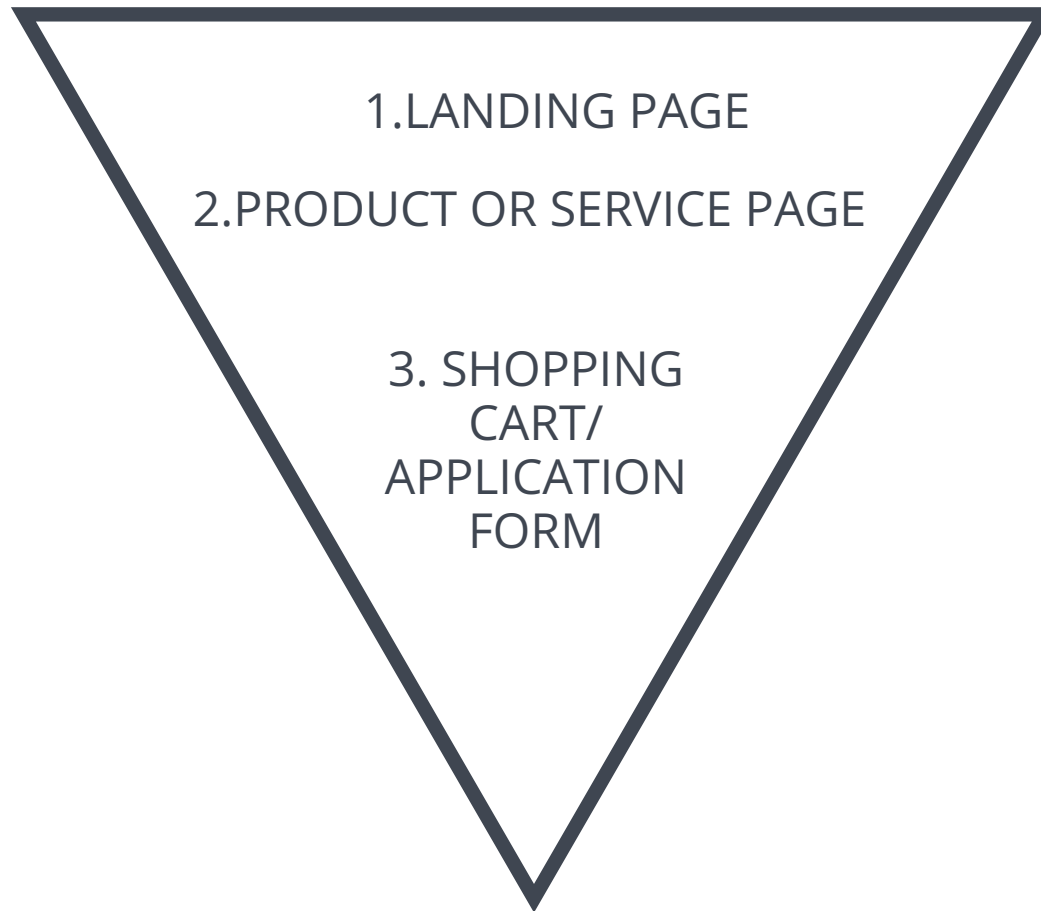 1.LANDING PAGE
2.PRODUCT OR SERVICE PAGE
3. SHOPPING
CART/
APPLICATION
FORM